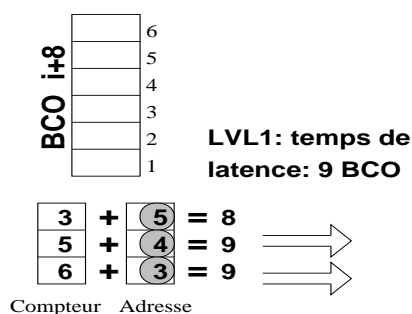 BCO i+8
6
5
4
3
2
1
LVL1: temps de
latence: 9 BCO
3 + 5 = 8
5 + 4 = 9
6 + 3 = 9
Compteur Adresse